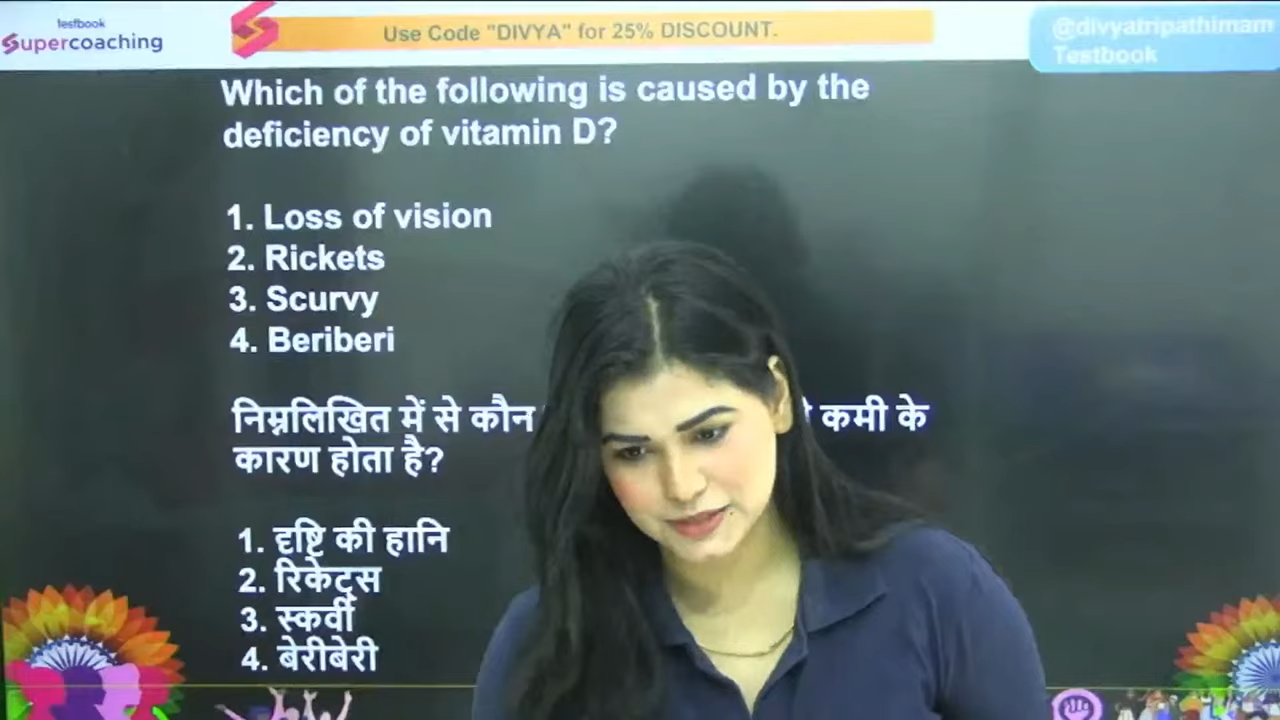 testbook
Supercoaching
Use Code "DIVYA" for 25% DISCOUNT.
@divyatripathimam
Testbook
Which of the following is caused by the
deficiency of vitamin D?
1. Loss of vision
2. Rickets
3. Scurvy
4. Beriberi
निम्नलिखित में से कौन कमी के
कारण होता है?
1. दृष्टि की हानि
2. रिकेट्स
3. स्कर्वी
4. बेरीबेरी